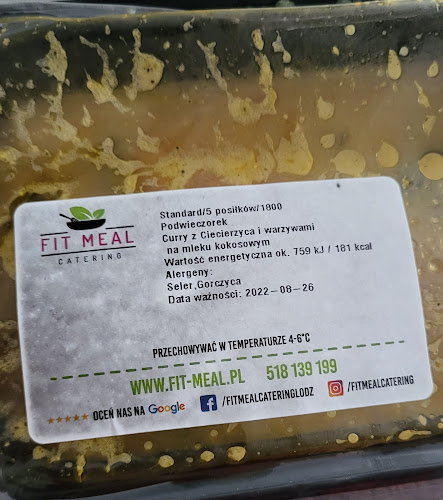 FIT MEAL
CATERING
Standard/5 posiłków/1800
Podwieczorek
Curry z Ciecierzyca i warzywami
na mleku kokosowym
Wartość energetyczna ok. 759 kJ / 181 kcal
Alergeny:
Seler,Gorczyca
Data ważności: 2022-08-26
PRZECHOWYWAĆ W TEMPERATURZE 4-6°C
WWW.FIT-MEAL.PL 518 139 199
★★★★★ OCEŃ NAS NA Google /FITMEALCATERINGLODZ /FITMEALCATERING